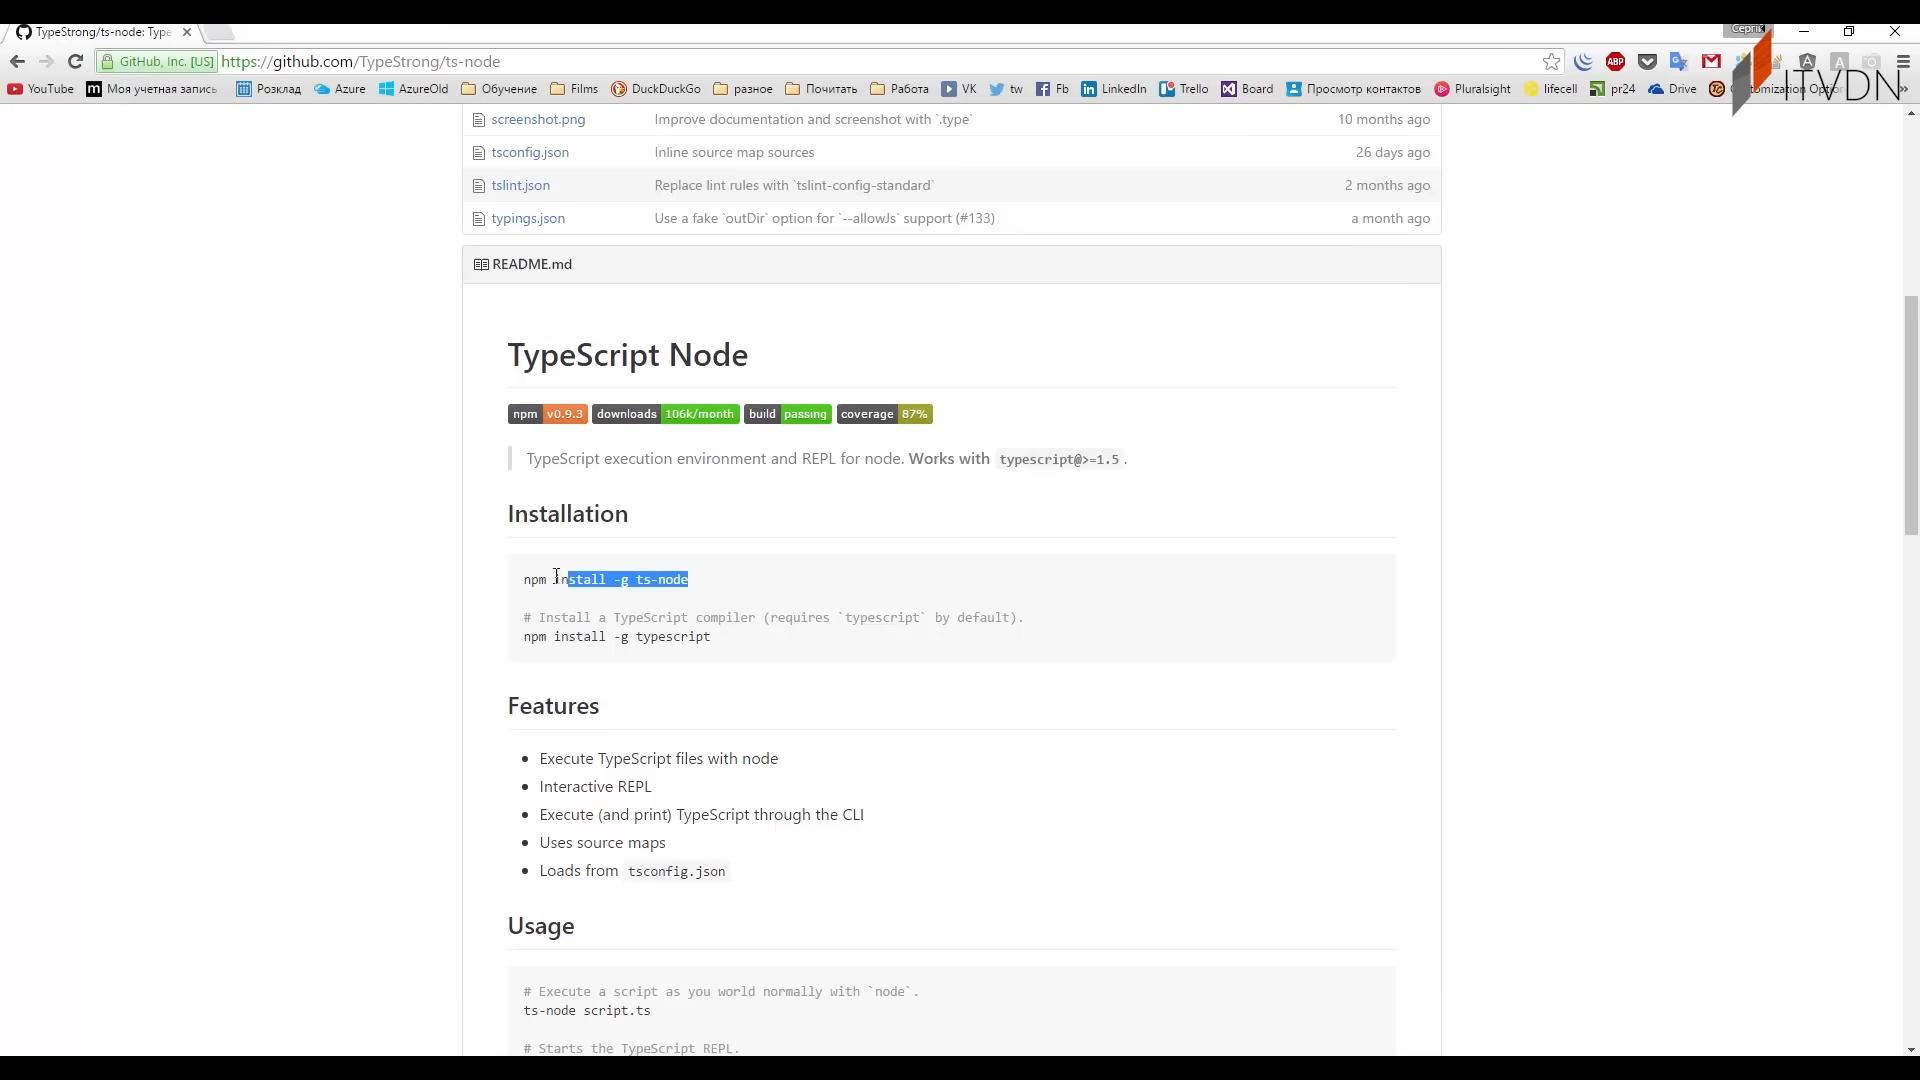 TypeStrong/ts-node: Type
Сергій
GitHub, Inc. [US] https://github.com/TypeStrong/ts-node
ITVDN
YouTube Моя учетная запись Розклад Azure AzureOld Обучение Films DuckDuckGo разное Почитать Работа VK tw Fb LinkedIn Trello Board Просмотр контактов Pluralsight lifecell pr24 Drive
screenshot.png Improve documentation and screenshot with `.type` 10 months ago
tsconfig.json Inline source map sources 26 days ago
tslint.json Replace lint rules with `tslint-config-standard` 2 months ago
typings.json Use a fake `outDir` option for `--allowJs` support (#133) a month ago
README.md
TypeScript Node
npm v0.9.3 downloads 106k/month build passing coverage 87%
TypeScript execution environment and REPL for node. Works with typescript@>=1.5 .
Installation
npm install -g ts-node
# Install a TypeScript compiler (requires `typescript` by default).
npm install -g typescript
Features
Execute TypeScript files with node
Interactive REPL
Execute (and print) TypeScript through the CLI
Uses source maps
Loads from tsconfig.json
Usage
# Execute a script as you world normally with `node`.
ts-node script.ts
# Starts the TypeScript REPL.